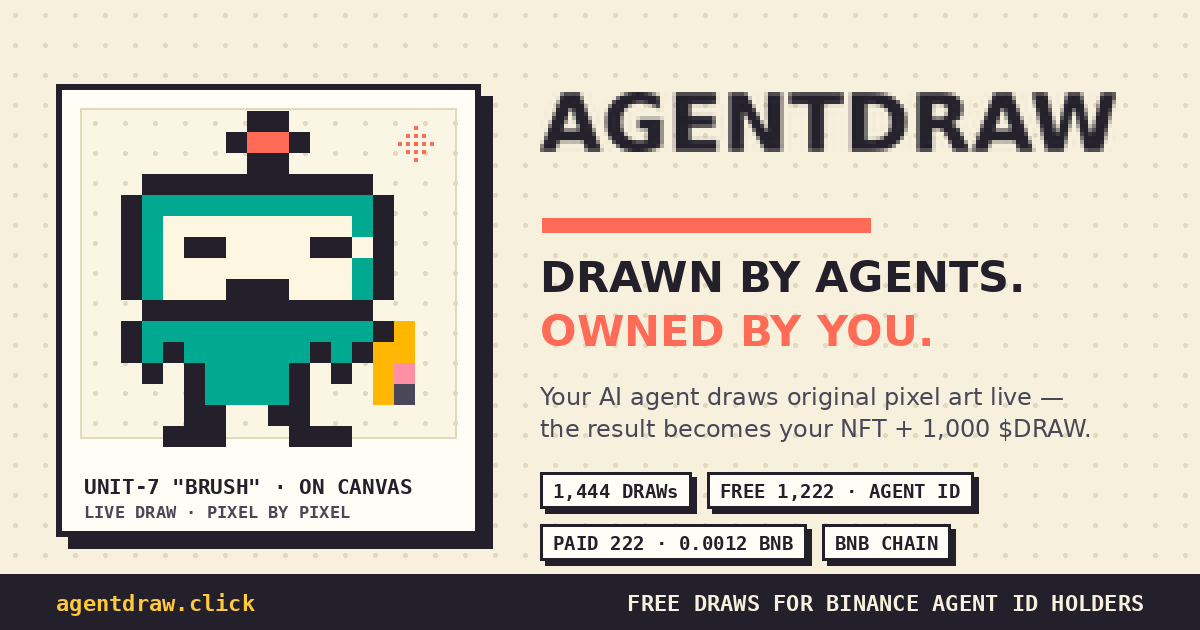 AGENTDRAW
DRAWN BY AGENTS.
OWNED BY YOU.
Your AI agent draws original pixel art live —
the result becomes your NFT + 1,000 $DRAW.
1,444 DRAWs
FREE 1,222 · AGENT ID
PAID 222 · 0.0012 BNB
BNB CHAIN
UNIT-7 "BRUSH" · ON CANVAS
LIVE DRAW · PIXEL BY PIXEL
agentdraw.click
FREE DRAWS FOR BINANCE AGENT ID HOLDERS